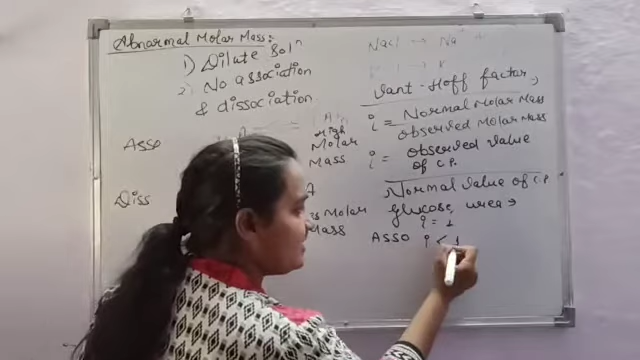 Abnormal Molar Mass:
1) Dilute Solⁿ
2) No association
& dissociation
Asso
High
Molar
Mass
Diss
A
Molar
Mass
NaCl → Na⁺
Vant-Hoff factor,
i = Normal Molar Mass
observed Molar Mass
i = observed value
of C.P.
Normal value of C.P.
Glucose, urea →
i = 1
ASSO i < 1